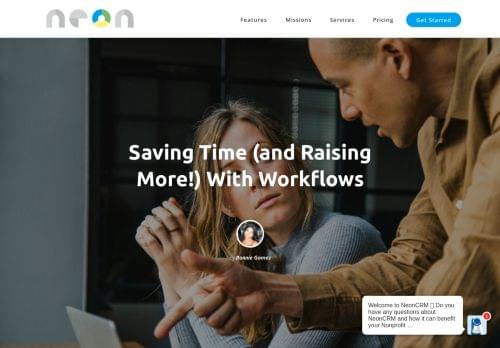 neon
Features
Missions
Services
Pricing
Get Started
Saving Time (and Raising
More!) With Workflows
Bonnie Gomez
Welcome to NeonCRM ▯ Do you
have any questions about
NeonCRM and how it can benefit
your Nonprofit ...
1